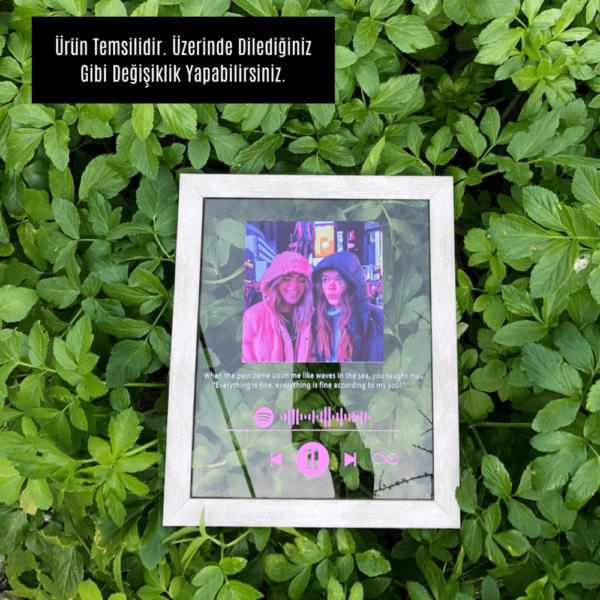 Ürün Temsilidir. Üzerinde Dilediğiniz
Gibi Değişiklik Yapabilirsiniz.
When the pain came upon me like waves in the sea, you taught me,
"Everything is fine, everything is fine according to my soul."